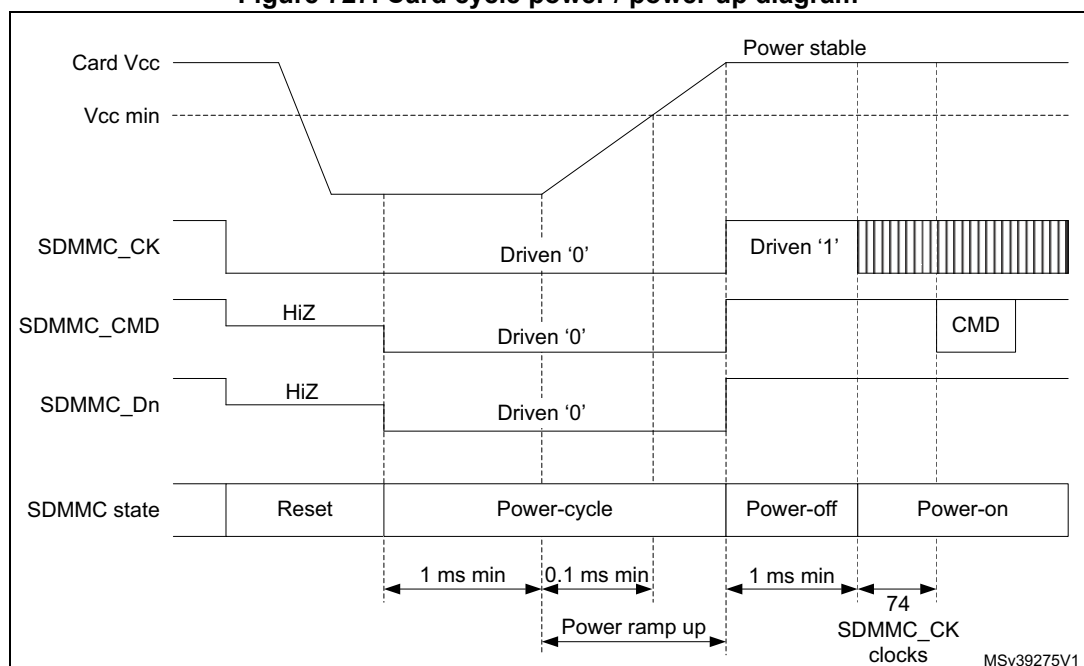 Figure Card cycle power / power up diagram
Card Vcc
Power stable
Vcc min
SDMMC_CK
Driven ‘0’
Driven ‘1’
SDMMC_CMD
HiZ
Driven ‘0’
CMD
SDMMC_Dn
HiZ
Driven ‘0’
SDMMC state
Reset
Power-cycle
Power-off
Power-on
1 ms min
0.1 ms min
1 ms min
74
SDMMC_CK
clocks
Power ramp up
MSv39275V1